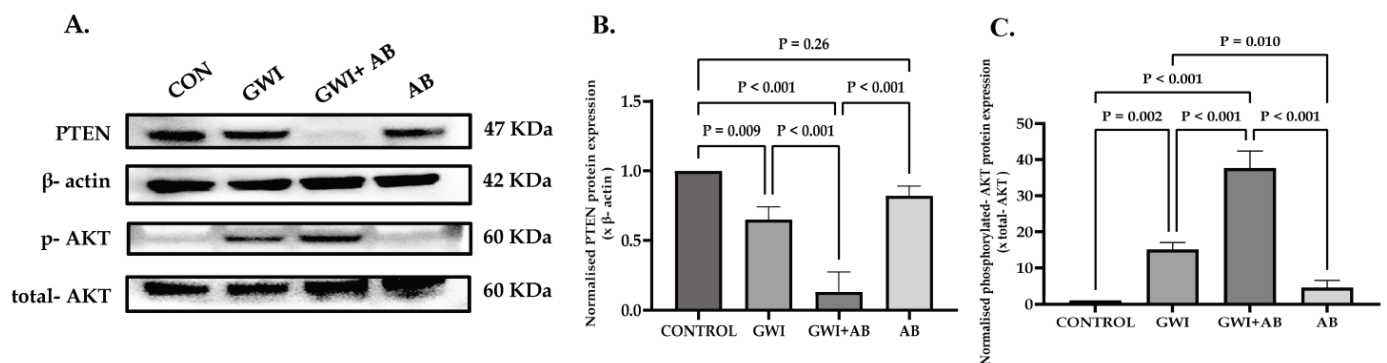 A.
CON GWI GWI+ AB AB
PTEN 47 KDa
β- actin 42 KDa
p- AKT 60 KDa
total- AKT 60 KDa
B.
P = 0.26
P < 0.001 P < 0.001
P = 0.009 P < 0.001
Normalised PTEN protein expression
(x β- actin )
1.5
1.0
0.5
0.0
CONTROL GWI GWI+AB AB
C.
P = 0.010
P < 0.001
P = 0.002 P < 0.001 P < 0.001
Normalised phosphorylated- AKT protein expression
(x total- AKT)
50
40
30
20
10
0
CONTROL GWI GWI+AB AB